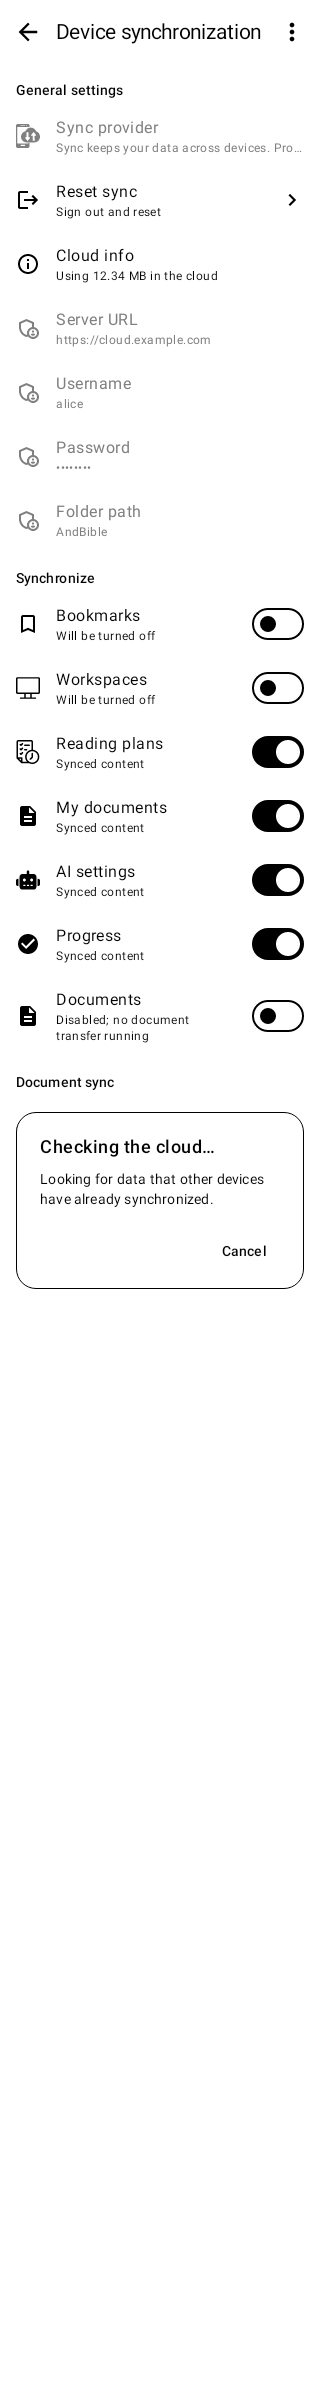 Device synchronization
General settings
Sync provider
Sync keeps your data across devices. Pro…
Reset sync
Sign out and reset
Cloud info
Using 12.34 MB in the cloud
Server URL
https://cloud.example.com
Username
alice
Password
••••••••
Folder path
AndBible
Synchronize
Bookmarks
Will be turned off
Workspaces
Will be turned off
Reading plans
Synced content
My documents
Synced content
AI settings
Synced content
Progress
Synced content
Documents
Disabled; no document
transfer running
Document sync
Checking the cloud…
Looking for data that other devices
have already synchronized.
Cancel